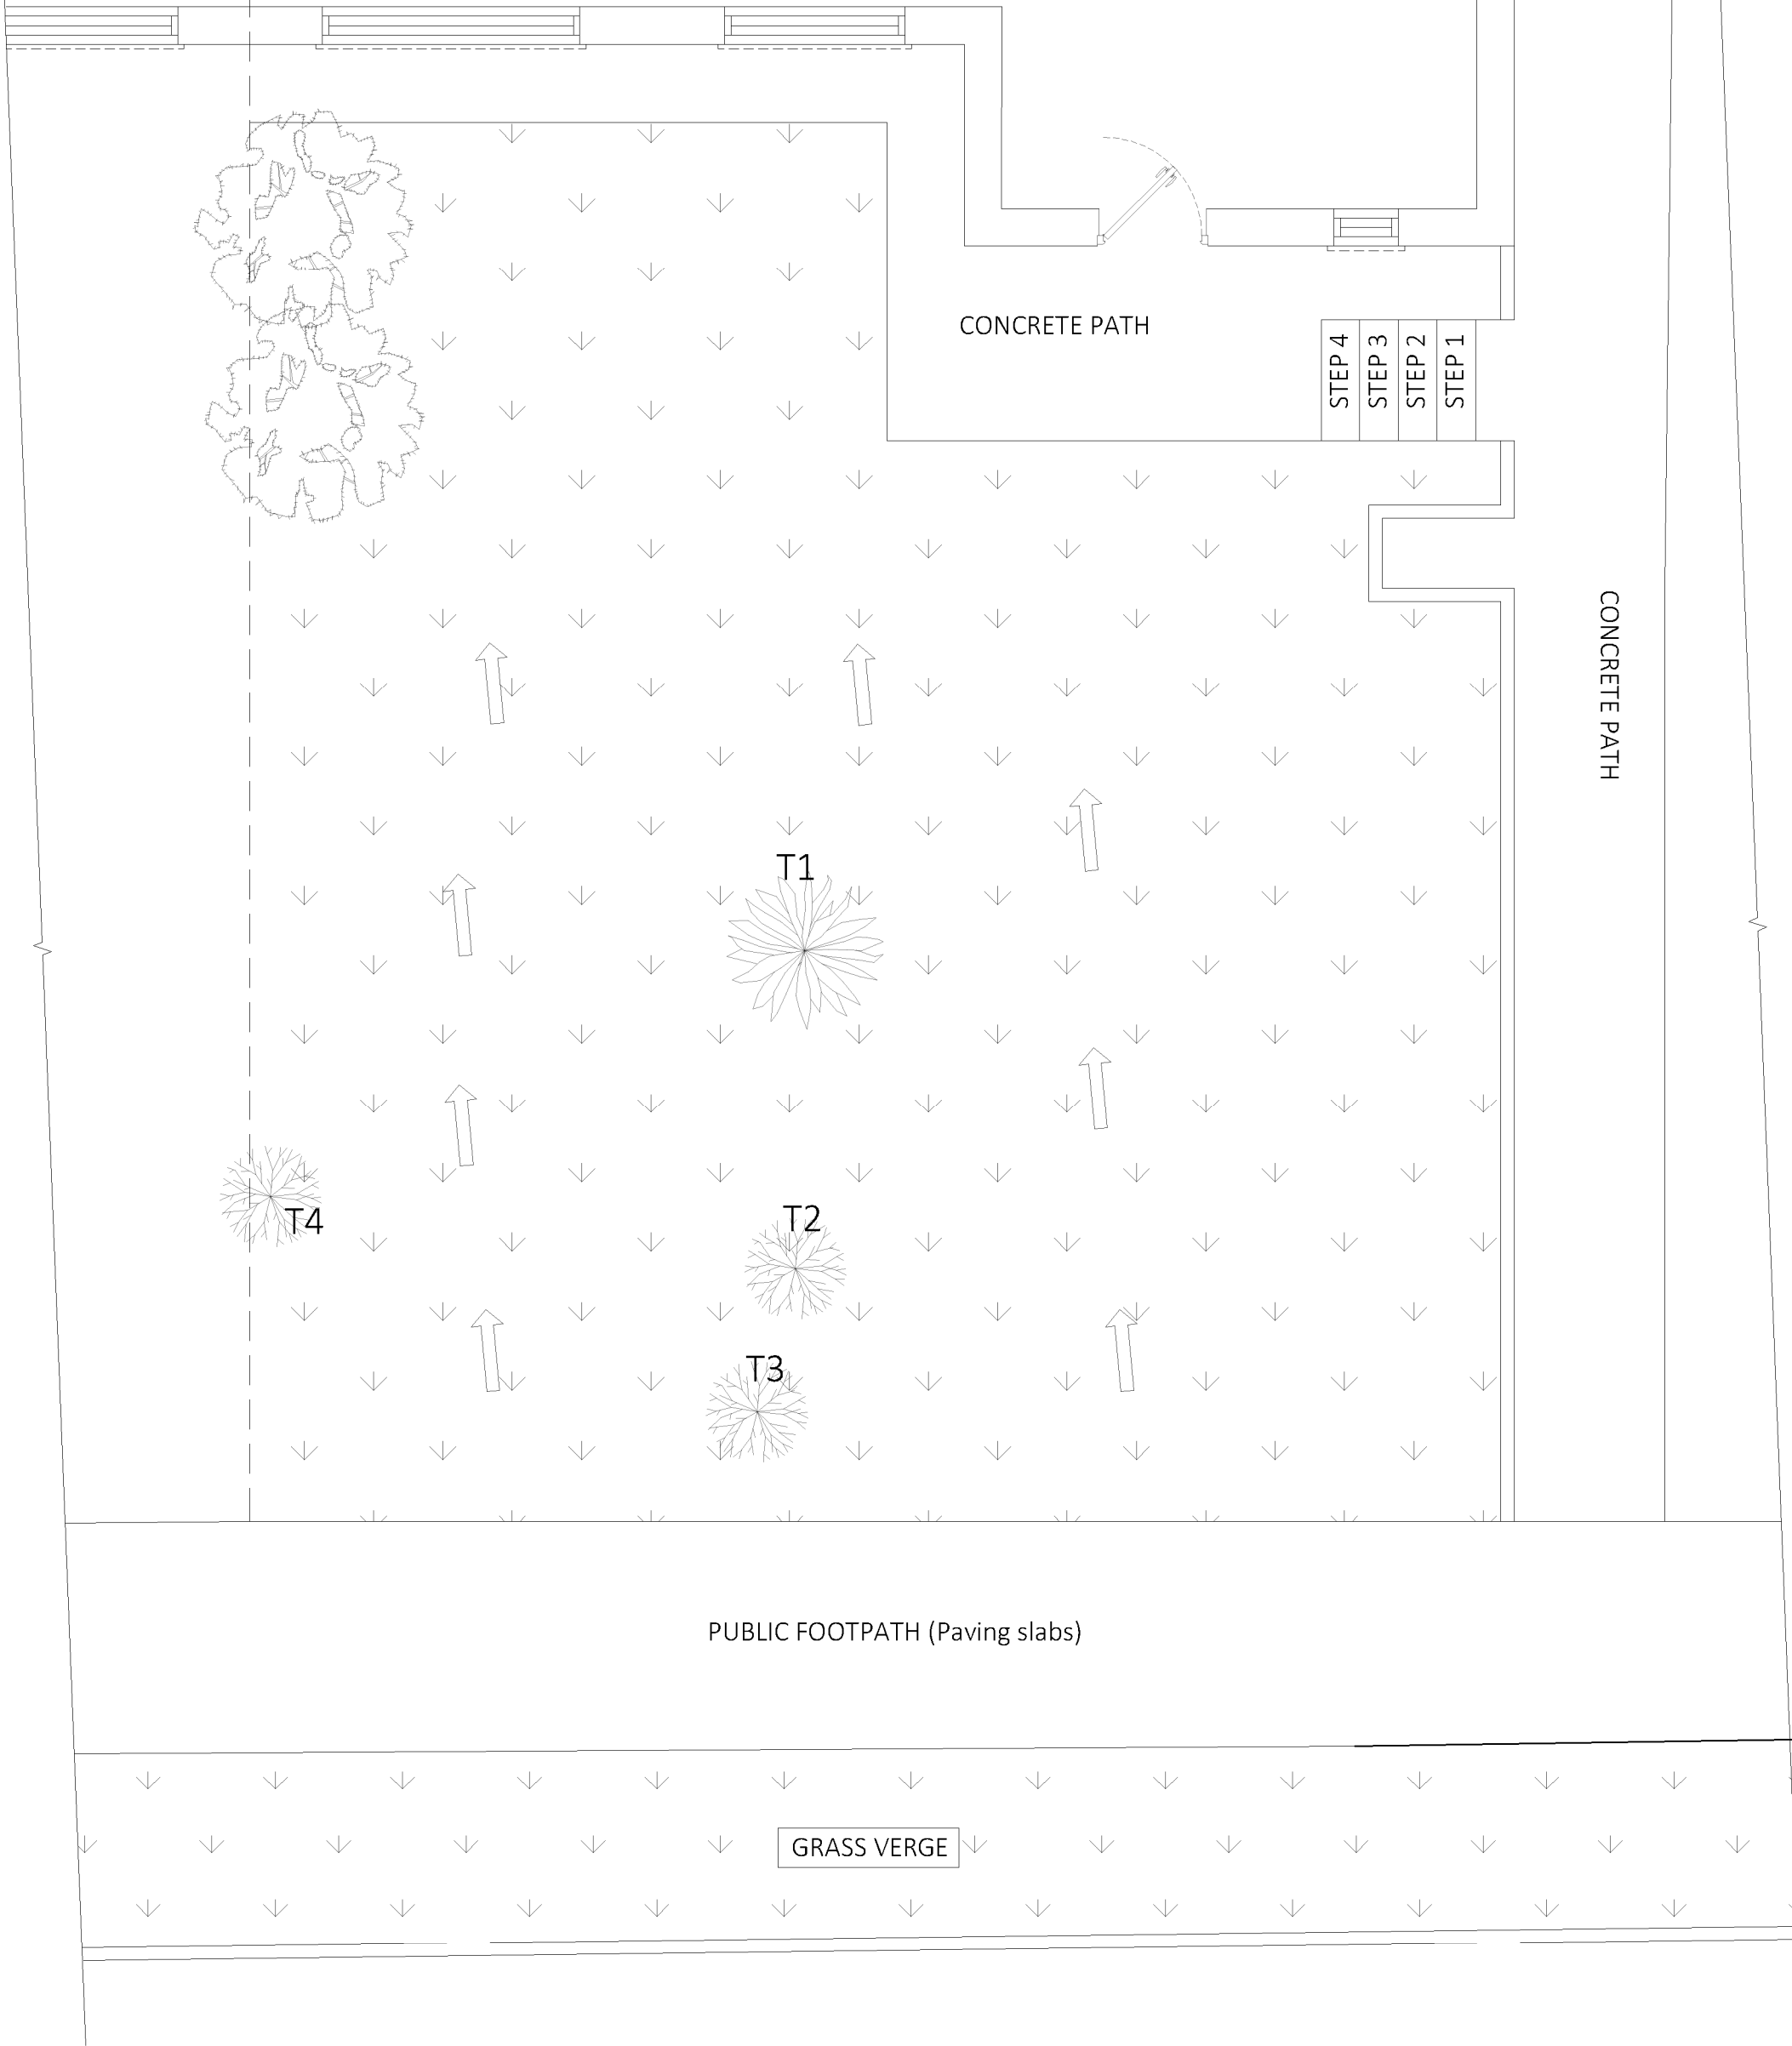 CONCRETE PATH
STEP 4
STEP 3
STEP 2
STEP 1
CONCRETE PATH
T1
T4
T2
T3
PUBLIC FOOTPATH (Paving slabs)
GRASS VERGE